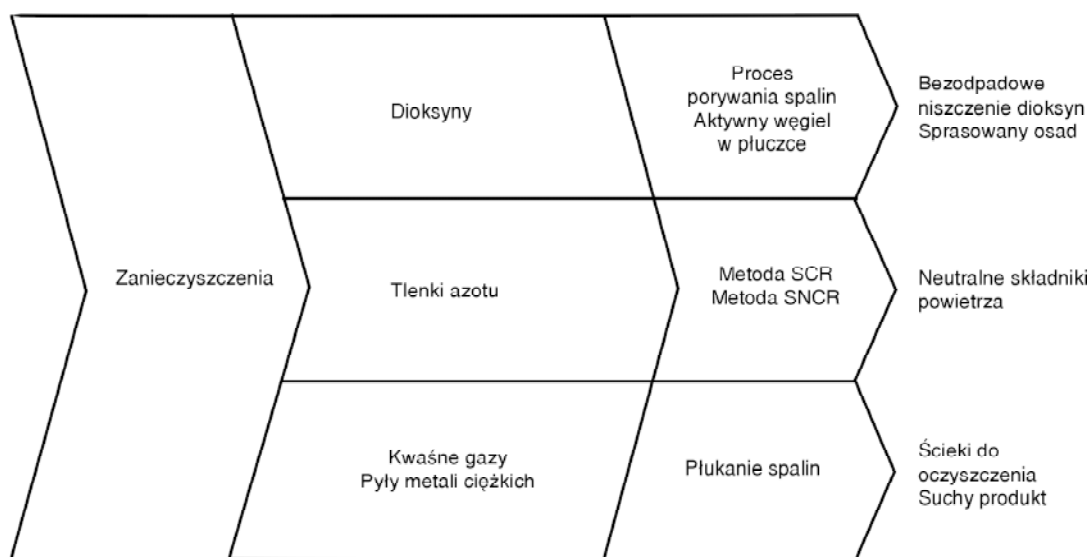 Dioksyny
Proces
porywania spalin
Aktywny węgiel
w płuczce
Bezodpadowe
niszczenie dioksyn
Sprasowany osad
Zanieczyszczenia
Tlenki azotu
Metoda SCR
Metoda SNCR
Neutralne składniki
powietrza
Kwaśne gazy
Pyły metali ciężkich
Płukanie spalin
Ścieki do
oczyszczenia
Suchy produkt